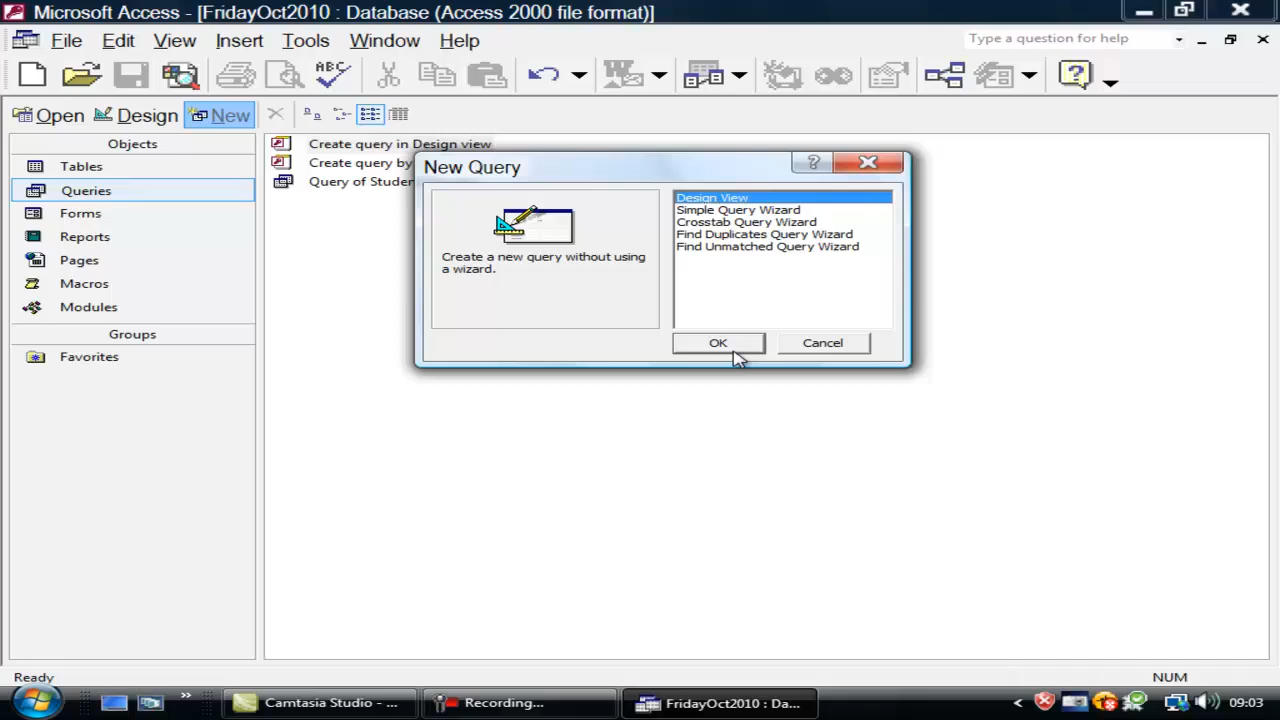 Microsoft Access - [FridayOct2010 : Database (Access 2000 file format)]
File Edit View Insert Tools Window Help
Type a question for help
ABC
Open Design New
Objects
Tables
Queries
Forms
Reports
Pages
Macros
Modules
Groups
Favorites
Create query in Design view
Create query by
Query of Studen
New Query
Create a new query without using
a wizard.
Design View
Simple Query Wizard
Crosstab Query Wizard
Find Duplicates Query Wizard
Find Unmatched Query Wizard
OK Cancel
Ready
NUM
Camtasia Studio - ...
Recording...
FridayOct2010 : Da...
09:03